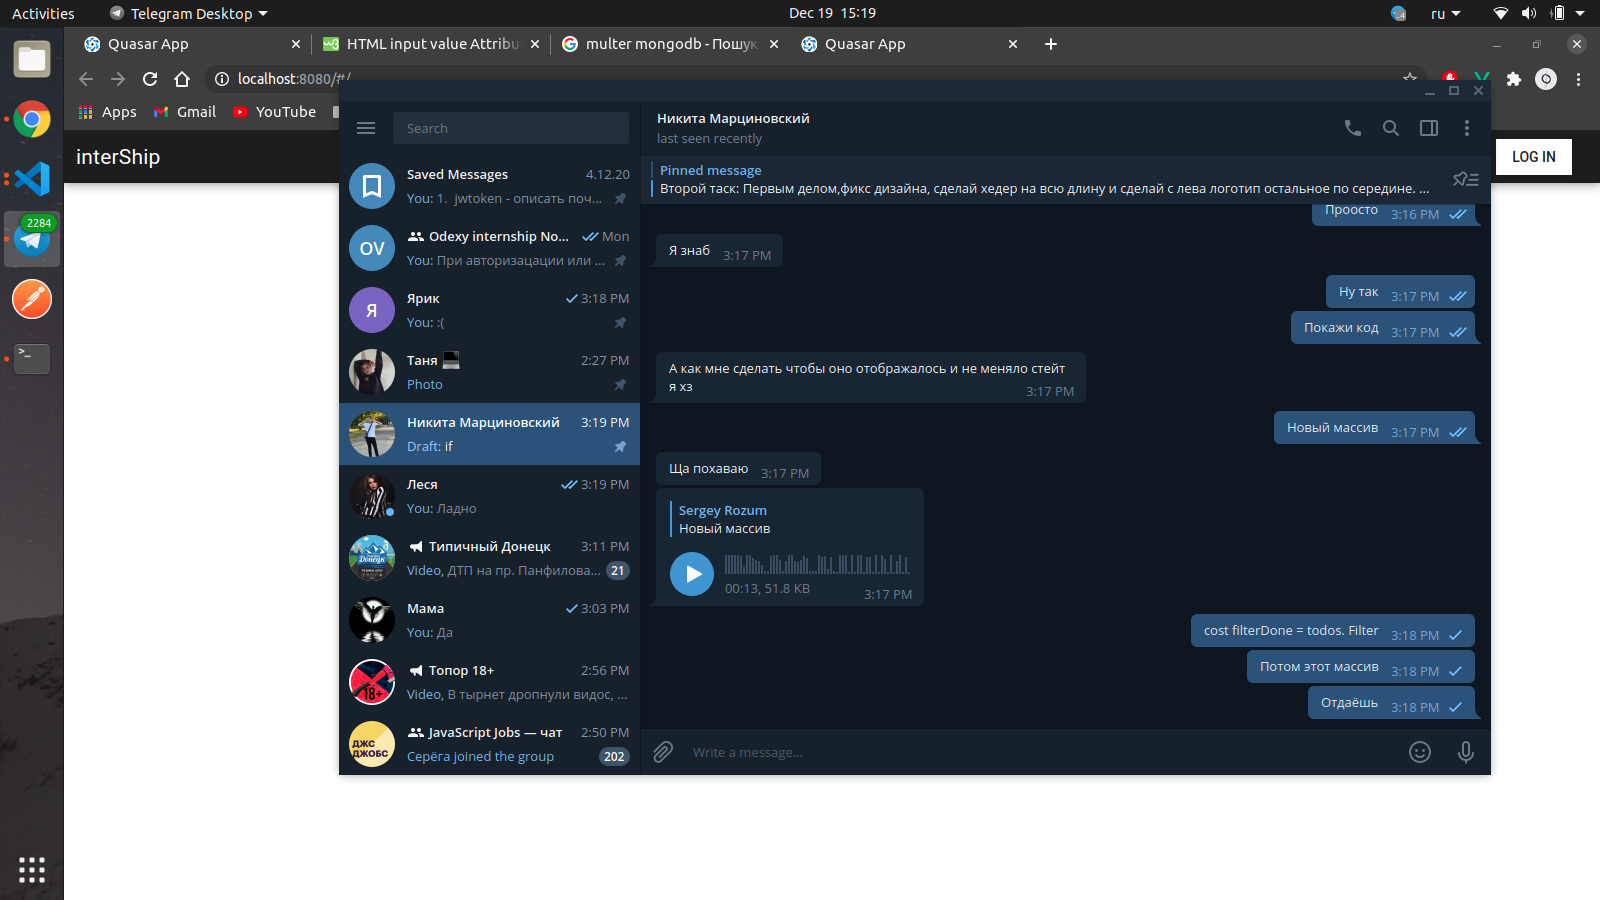 Activities
Telegram Desktop
Dec 19 15:19
ru
Quasar App
HTML input value Attribu
multer mongodb - Пошук
Quasar App
localhost:8080/#/
Apps
Gmail
YouTube
interShip
LOG IN
2284
Search
Saved Messages 4.12.20
You: 1. jwtoken - описать поч...
OV
Odexy internship No... Mon
You: При авторизацации или ...
Я
Ярик 3:18 PM
You: :(
Таня 2:27 PM
Photo
Никита Марциновский 3:19 PM
Draft: if
Леся 3:19 PM
You: Ладно
Типичный Донецк 3:11 PM
Video, ДТП на пр. Панфилова... 21
Донецк
Мама 3:03 PM
You: Да
Топор 18+ 2:56 PM
Video, В тырнет дропнули видос, ...
18+
JavaScript Jobs — чат 2:50 PM
Серёга joined the group 202
ДЖС
ДЖОБС
Никита Марциновский
last seen recently
Pinned message
Второй таск: Первым делом,фикс дизайна, сделай хедер на всю длину и сделай с лева логотип остальное по середине. ...
Проосто 3:16 PM
Я знаб 3:17 PM
Ну так 3:17 PM
Покажи код 3:17 PM
А как мне сделать чтобы оно отображалось и не меняло стейт
я хз 3:17 PM
Новый массив 3:17 PM
Ща похаваю 3:17 PM
Sergey Rozum
Новый массив
00:13, 51.8 KB 3:17 PM
cost filterDone = todos. Filter 3:18 PM
Потом этот массив 3:18 PM
Отдаёшь 3:18 PM
Write a message...